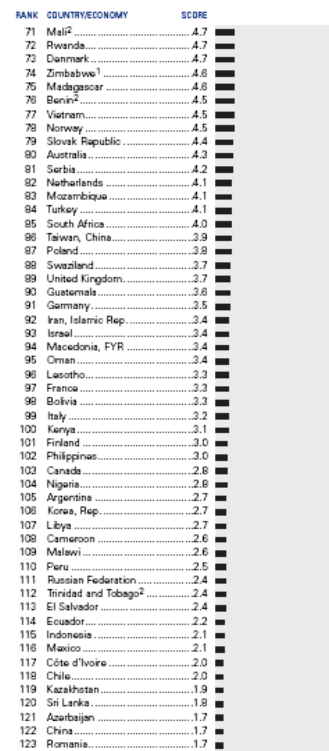 RANK COUNTRY/ECONOMY SCORE
71 Mali2 4.7
72 Rwanda 4.7
73 Denmark 4.7
74 Zimbabwe1 4.6
75 Madagascar 4.6
76 Benin2 4.5
77 Vietnam 4.5
78 Norway 4.5
79 Slovak Republic 4.4
80 Australia 4.3
81 Serbia 4.2
82 Netherlands 4.1
83 Mozambique 4.1
84 Turkey 4.1
85 South Africa 4.0
86 Taiwan, China 3.9
87 Poland 3.8
88 Swaziland 3.7
89 United Kingdom 3.7
90 Guatemala 3.6
91 Germany 3.5
92 Iran, Islamic Rep. 3.4
93 Israel 3.4
94 Macedonia, FYR 3.4
95 Oman 3.4
96 Lesotho 3.3
97 France 3.3
98 Bolivia 3.3
99 Italy 3.2
100 Kenya 3.1
101 Finland 3.0
102 Philippines 3.0
103 Canada 2.8
104 Nigeria 2.8
105 Argentina 2.7
106 Korea, Rep. 2.7
107 Libya 2.7
108 Cameroon 2.6
109 Malawi 2.6
110 Peru 2.5
111 Russian Federation 2.4
112 Trinidad and Tobago2 2.4
113 El Salvador 2.4
114 Ecuador 2.2
115 Indonesia 2.1
116 Mexico 2.1
117 Côte d'Ivoire 2.0
118 Chile 2.0
119 Kazakhstan 1.9
120 Sri Lanka 1.8
121 Azerbaijan 1.7
122 China 1.7
123 Romania 1.7